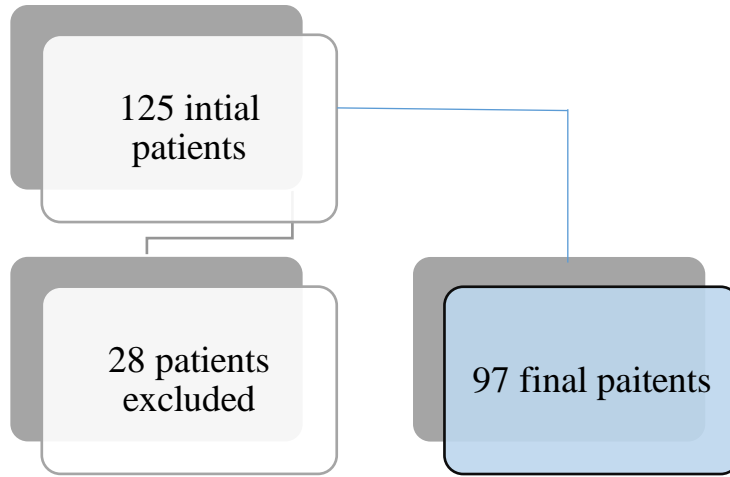 125 intial
patients
28 patients
excluded
97 final paitents